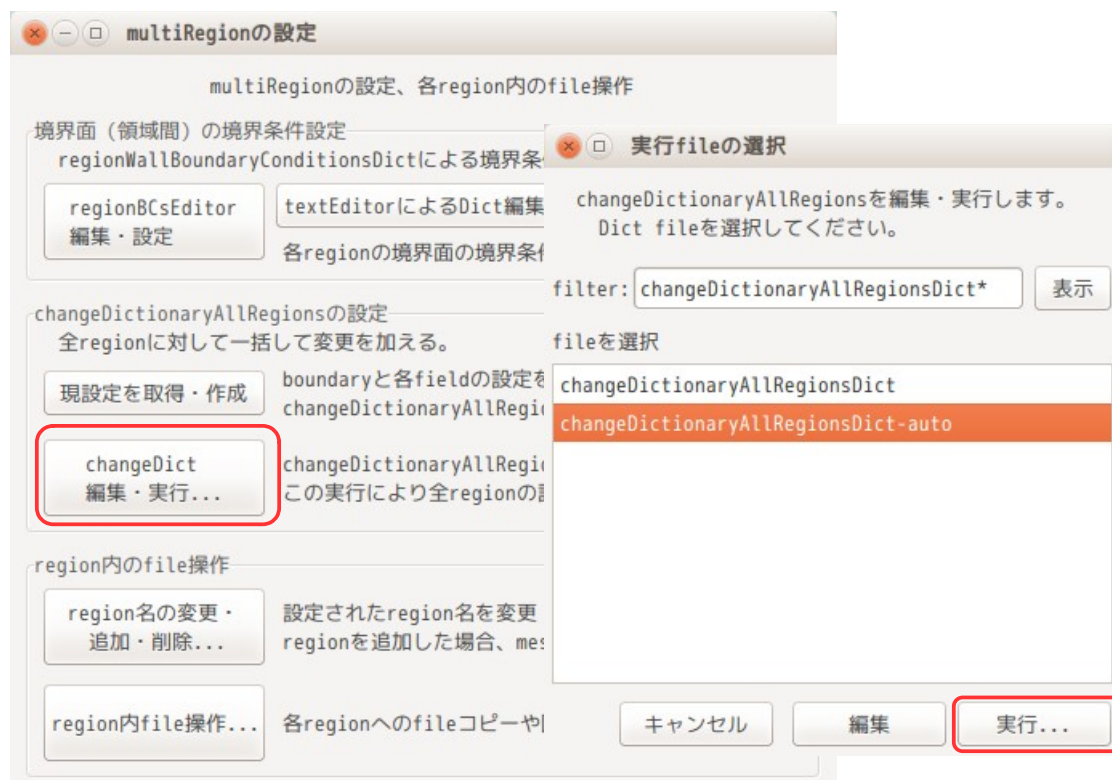 multiRegionの設定
multiRegionの設定、各region内のfile操作
境界面（領域間）の境界条件設定
regionWallBoundaryConditionsDictによる境界条
regionBCsEditor
編集・設定
textEditorによるDict編集
各regionの境界面の境界条
changeDictionaryAllRegionsの設定
全regionに対して一括して変更を加える。
現設定を取得・作成
boundaryと各fieldの設定を
changeDictionaryAllRegi
changeDict
編集・実行...
changeDictionaryAllRegi
この実行により全regionの
region内のfile操作
region名の変更・
追加・削除...
設定されたregion名を変更
regionを追加した場合、mes
region内file操作...
各regionへのfileコピーや
実行fileの選択
changeDictionaryAllRegionsを編集・実行します。
Dict fileを選択してください。
filter:
changeDictionaryAllRegionsDict*
表示
fileを選択
changeDictionaryAllRegionsDict
changeDictionaryAllRegionsDict-auto
キャンセル
編集
実行...